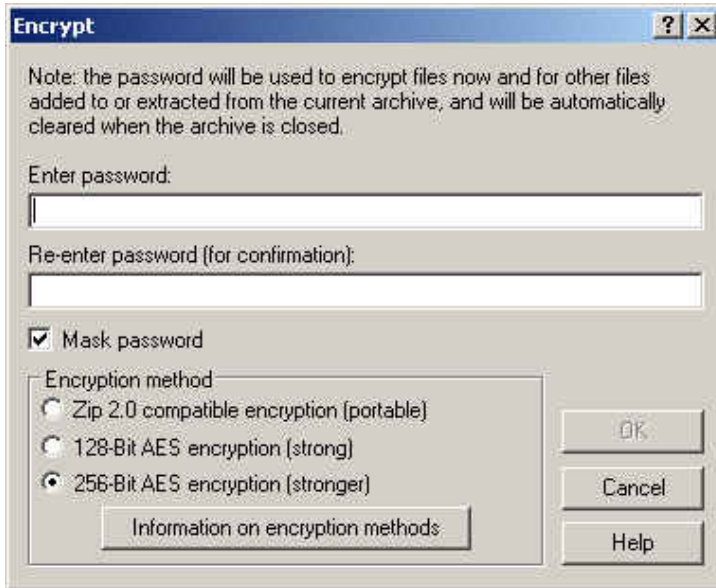 Encrypt
Note: the password will be used to encrypt files now and for other files
added to or extracted from the current archive, and will be automatically
cleared when the archive is closed.
Enter password:
Re-enter password (for confirmation):
Mask password
Encryption method
Zip 2.0 compatible encryption (portable)
128-Bit AES encryption (strong)
256-Bit AES encryption (stronger)
Information on encryption methods
OK
Cancel
Help